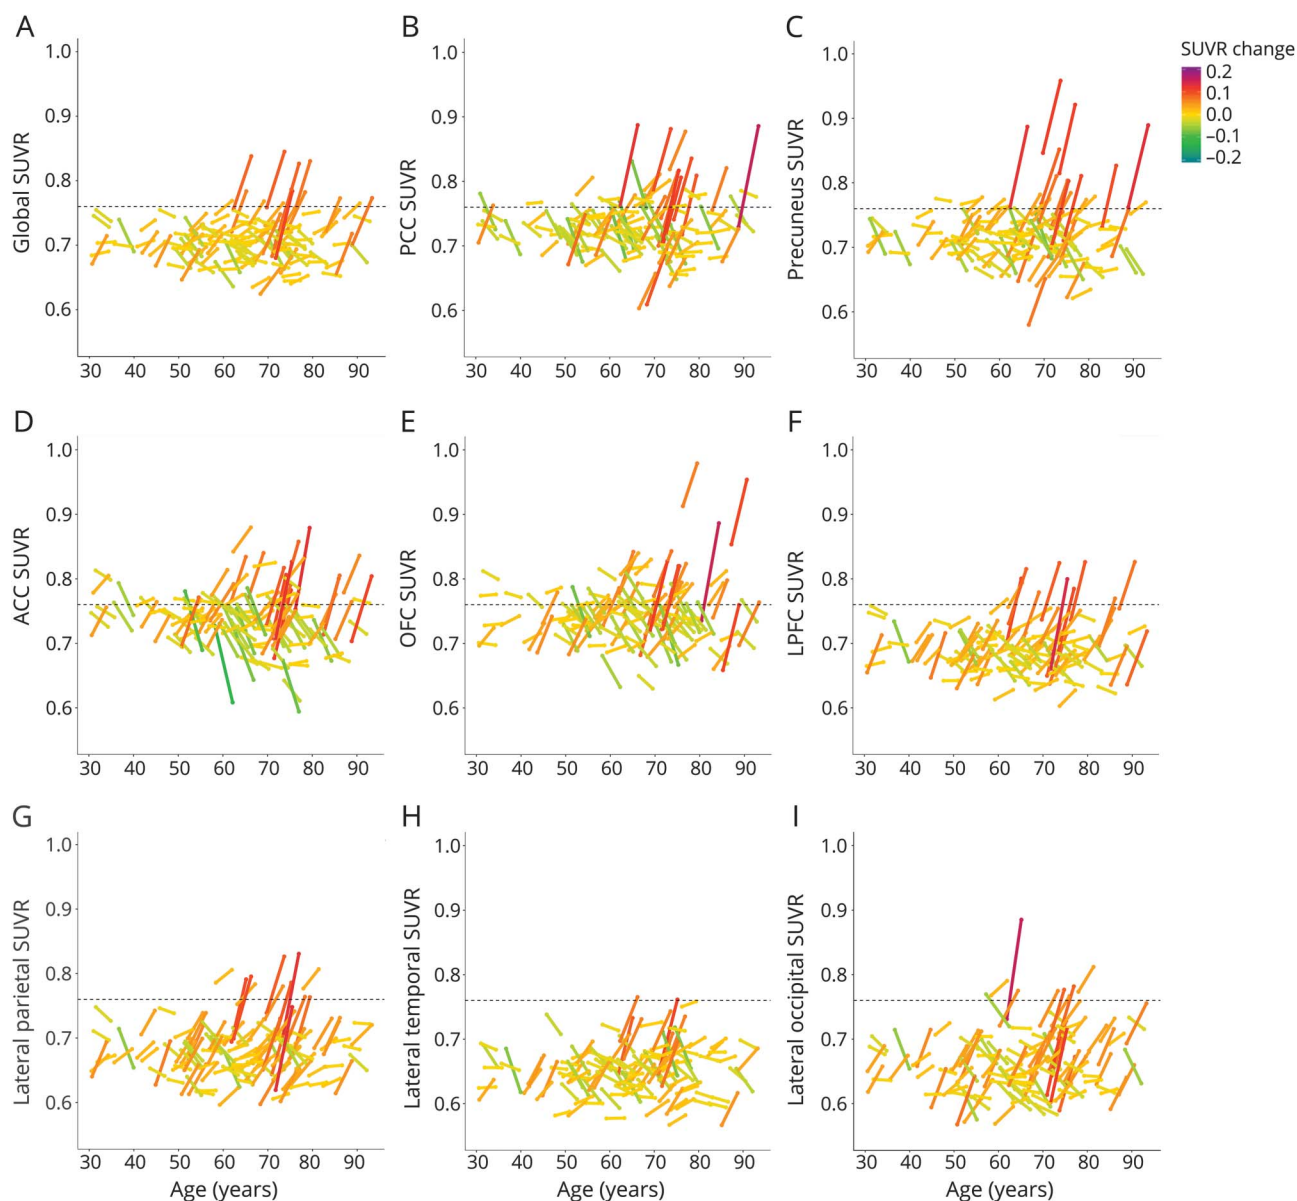 A
B
C
SUVR change
0.2
0.1
0.0
−0.1
−0.2
Global SUVR
1.0
0.9
0.8
0.7
0.6
30 40 50 60 70 80 90
PCC SUVR
1.0
0.9
0.8
0.7
0.6
30 40 50 60 70 80 90
Precuneus SUVR
1.0
0.9
0.8
0.7
0.6
30 40 50 60 70 80 90
D
E
F
ACC SUVR
1.0
0.9
0.8
0.7
0.6
30 40 50 60 70 80 90
OFC SUVR
1.0
0.9
0.8
0.7
0.6
30 40 50 60 70 80 90
LPFC SUVR
1.0
0.9
0.8
0.7
0.6
30 40 50 60 70 80 90
G
H
I
Lateral parietal SUVR
1.0
0.9
0.8
0.7
0.6
30 40 50 60 70 80 90
Age (years)
Lateral temporal SUVR
1.0
0.9
0.8
0.7
0.6
30 40 50 60 70 80 90
Age (years)
Lateral occipital SUVR
1.0
0.9
0.8
0.7
0.6
30 40 50 60 70 80 90
Age (years)